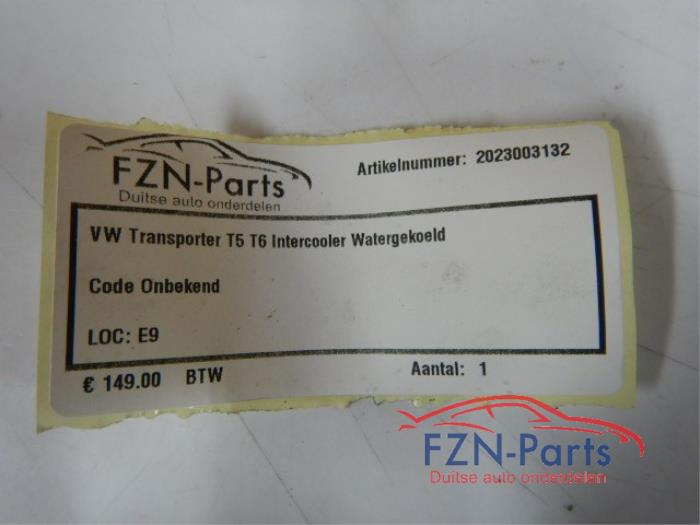 FZN-Parts
Duitse auto onderdelen
Artikelnummer: 2023003132
VW Transporter T5 T6 Intercooler Watergekoeld
Code Onbekend
LOC: E9
€ 149.00 BTW
Aantal: 1
FZN-Parts
Duitse auto onderdelen